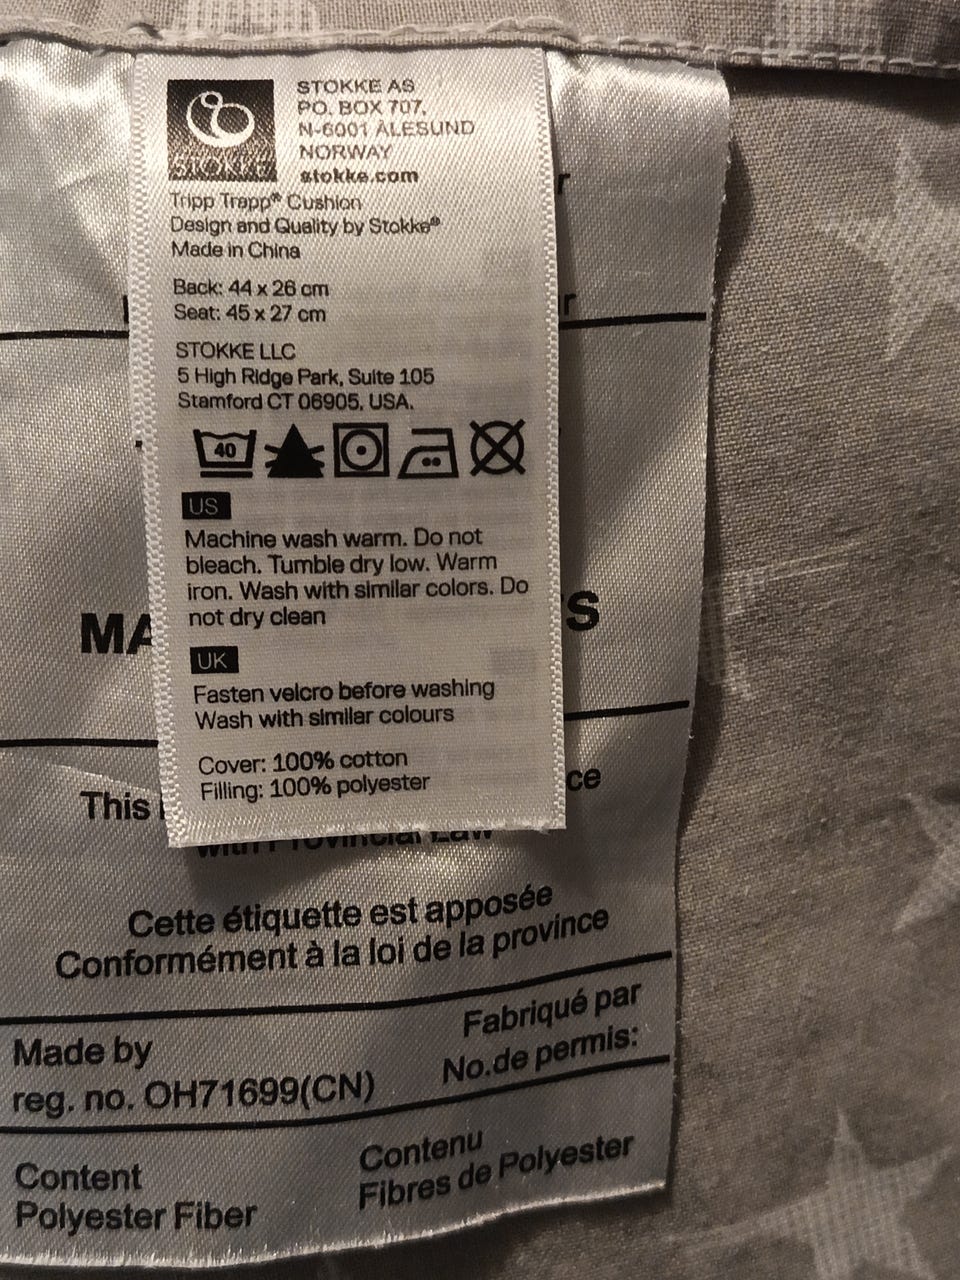 STOKKE
STOKKE AS
PO. BOX 707,
N-6001 ÅLESUND
NORWAY
stokke.com
Tripp Trapp® Cushion
Design and Quality by Stokke®
Made in China
Back: 44 x 26 cm
Seat: 45 x 27 cm
STOKKE LLC
5 High Ridge Park, Suite 105
Stamford CT 06905, USA.
40
US
Machine wash warm. Do not
bleach. Tumble dry low. Warm
iron. Wash with similar colors. Do
not dry clean
UK
Fasten velcro before washing
Wash with similar colours
Cover: 100% cotton
Filling: 100% polyester
This
with Provincial Law
Cette étiquette est apposée
Conformément à la loi de la province
Made by
reg. no. OH71699(CN)
Fabriqué par
No.de permis:
Content
Polyester Fiber
Contenu
Fibres de Polyester